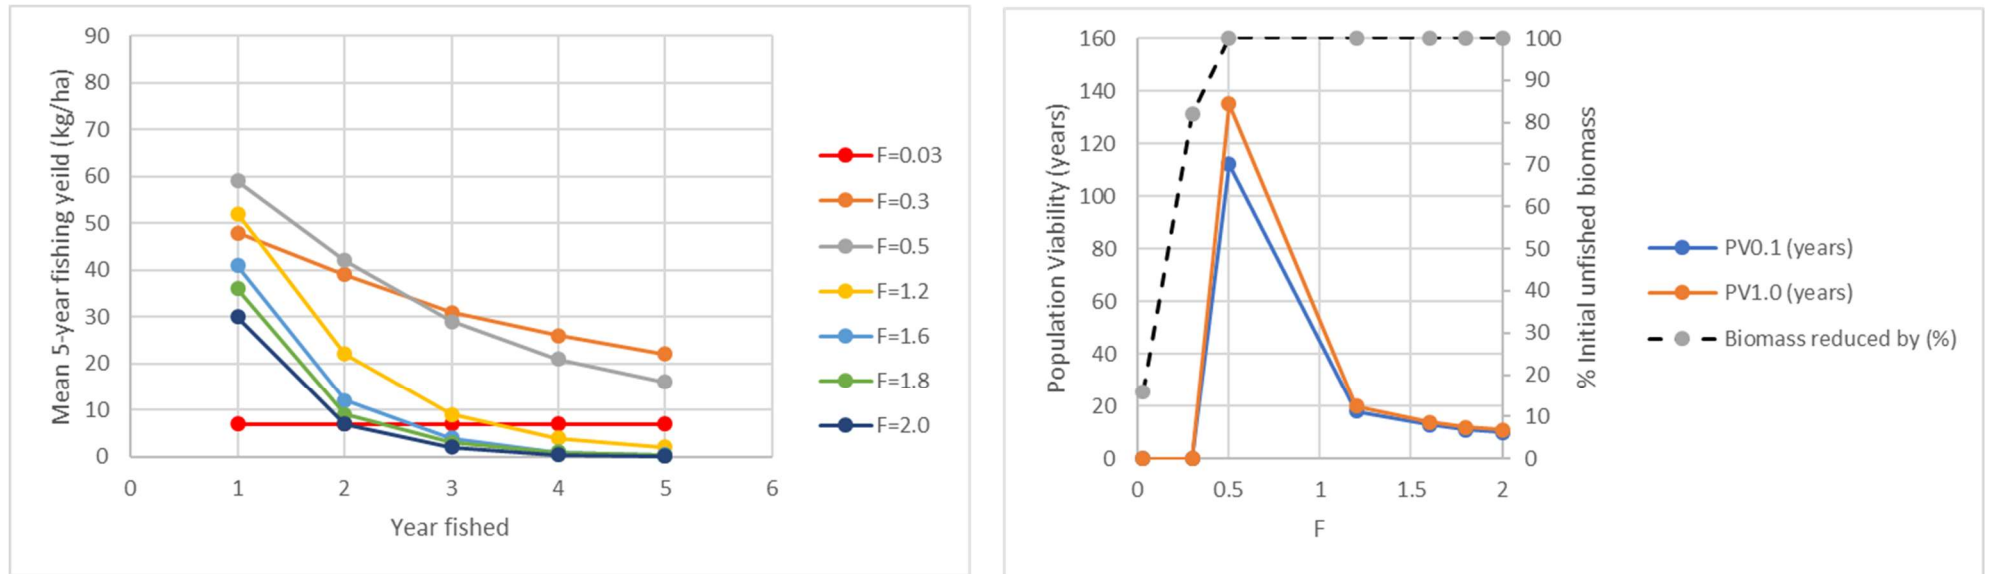 Mean 5-year fishing yeild (kg/ha)
90
80
70
60
50
40
30
20
10
0
0 1 2 3 4 5 6
Year fished
F=0.03
F=0.3
F=0.5
F=1.2
F=1.6
F=1.8
F=2.0
Population Viability (years)
160
140
120
100
80
60
40
20
0
0 0.5 1 1.5 2
F
100
90
80
70
60
50
40
30
20
10
0
% Initial unfished biomass
PV0.1 (years)
PV1.0 (years)
Biomass reduced by (%)